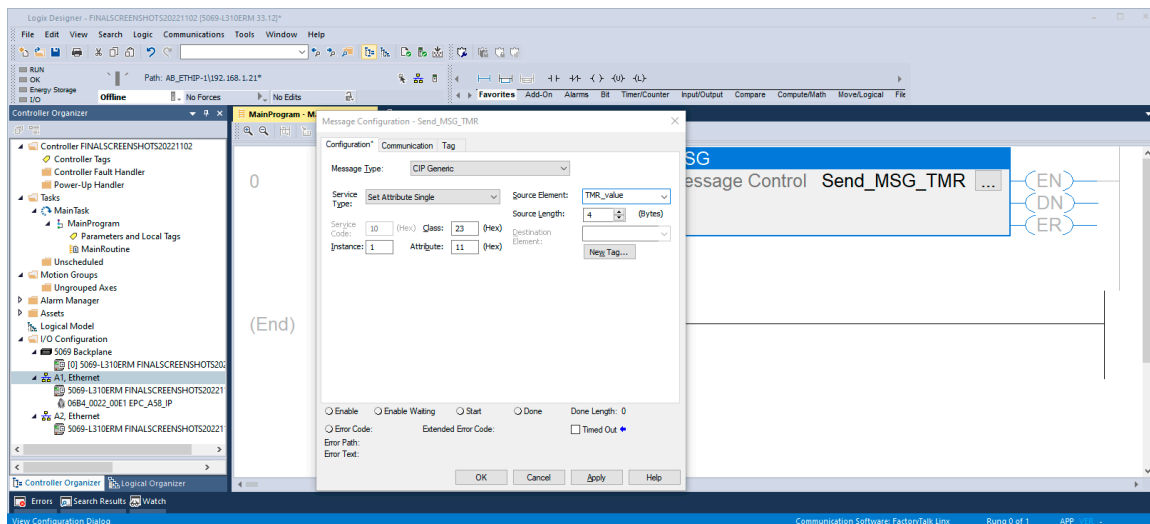 Logix Designer - FINALSCREENSHOTS20221102 [5069-L310ERM 33.12]*
File Edit View Search Logic Communications Tools Window Help
RUN
OK
Energy Storage
I/O
Path: AB_ETHIP-1\192.168.1.21*
Offline
No Forces
No Edits
Favorites Add-On Alarms Bit Timer/Counter Input/Output Compare Compute/Math Move/Logical File
Controller Organizer
Controller FINALSCREENSHOTS20221102
Controller Tags
Controller Fault Handler
Power-Up Handler
Tasks
MainTask
MainProgram
Parameters and Local Tags
MainRoutine
Unscheduled
Motion Groups
Ungrouped Axes
Alarm Manager
Assets
Logical Model
I/O Configuration
5069 Backplane
[0] 5069-L310ERM FINALSCREENSHOTS202
A1, Ethernet
5069-L310ERM FINALSCREENSHOTS20221
06B4_0022_00E1 EPC_A58_IP
A2, Ethernet
5069-L310ERM FINALSCREENSHOTS20221
Controller Organizer
Logical Organizer
MainProgram - M
0
(End)
Message Configuration - Send_MSG_TMR
Configuration* Communication Tag
Message Type: CIP Generic
Service Type: Set Attribute Single
Source Element: TMR_value
Source Length: 4 (Bytes)
Service Code: 10 (Hex) Class: 23 (Hex)
Destination Element:
Instance: 1 Attribute: 11 (Hex)
New Tag...
Enable Enable Waiting Start Done Done Length: 0
Error Code: Extended Error Code: Timed Out
Error Path:
Error Text:
OK Cancel Apply Help
SG
essage Control Send_MSG_TMR ...
EN
DN
ER
Errors Search Results Watch
View Configuration Dialog
Communication Software: FactoryTalk Linx
Rung 0 of 1
APP